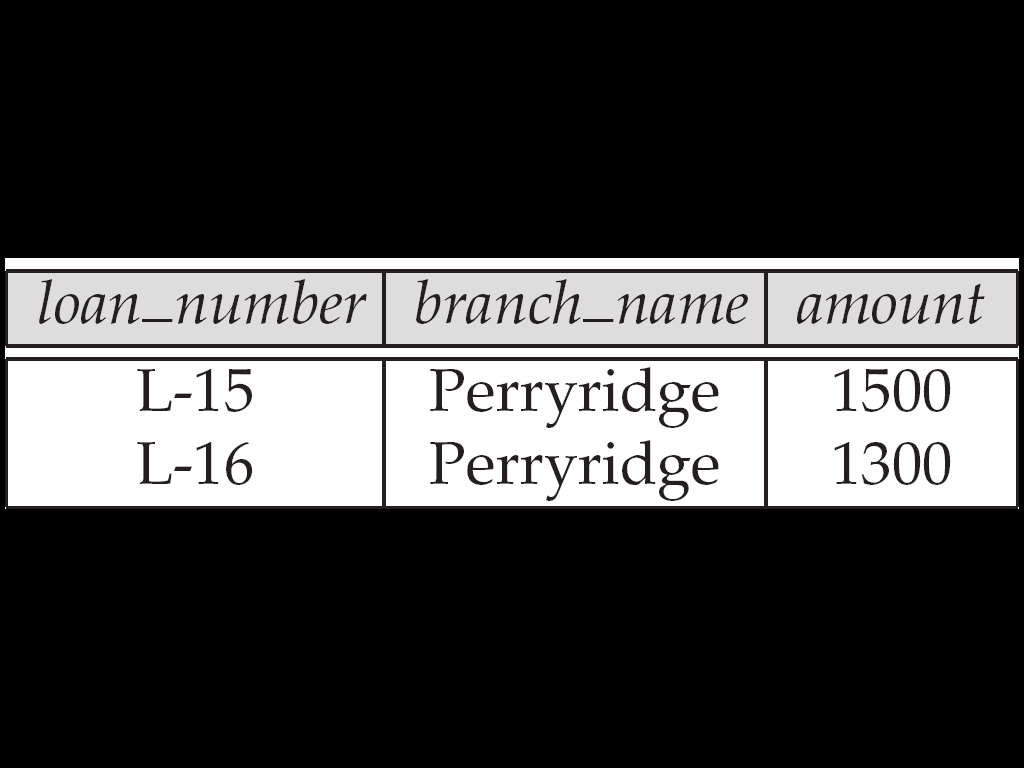 loan_number branch_name amount
L-15 Perryridge 1500
L-16 Perryridge 1300